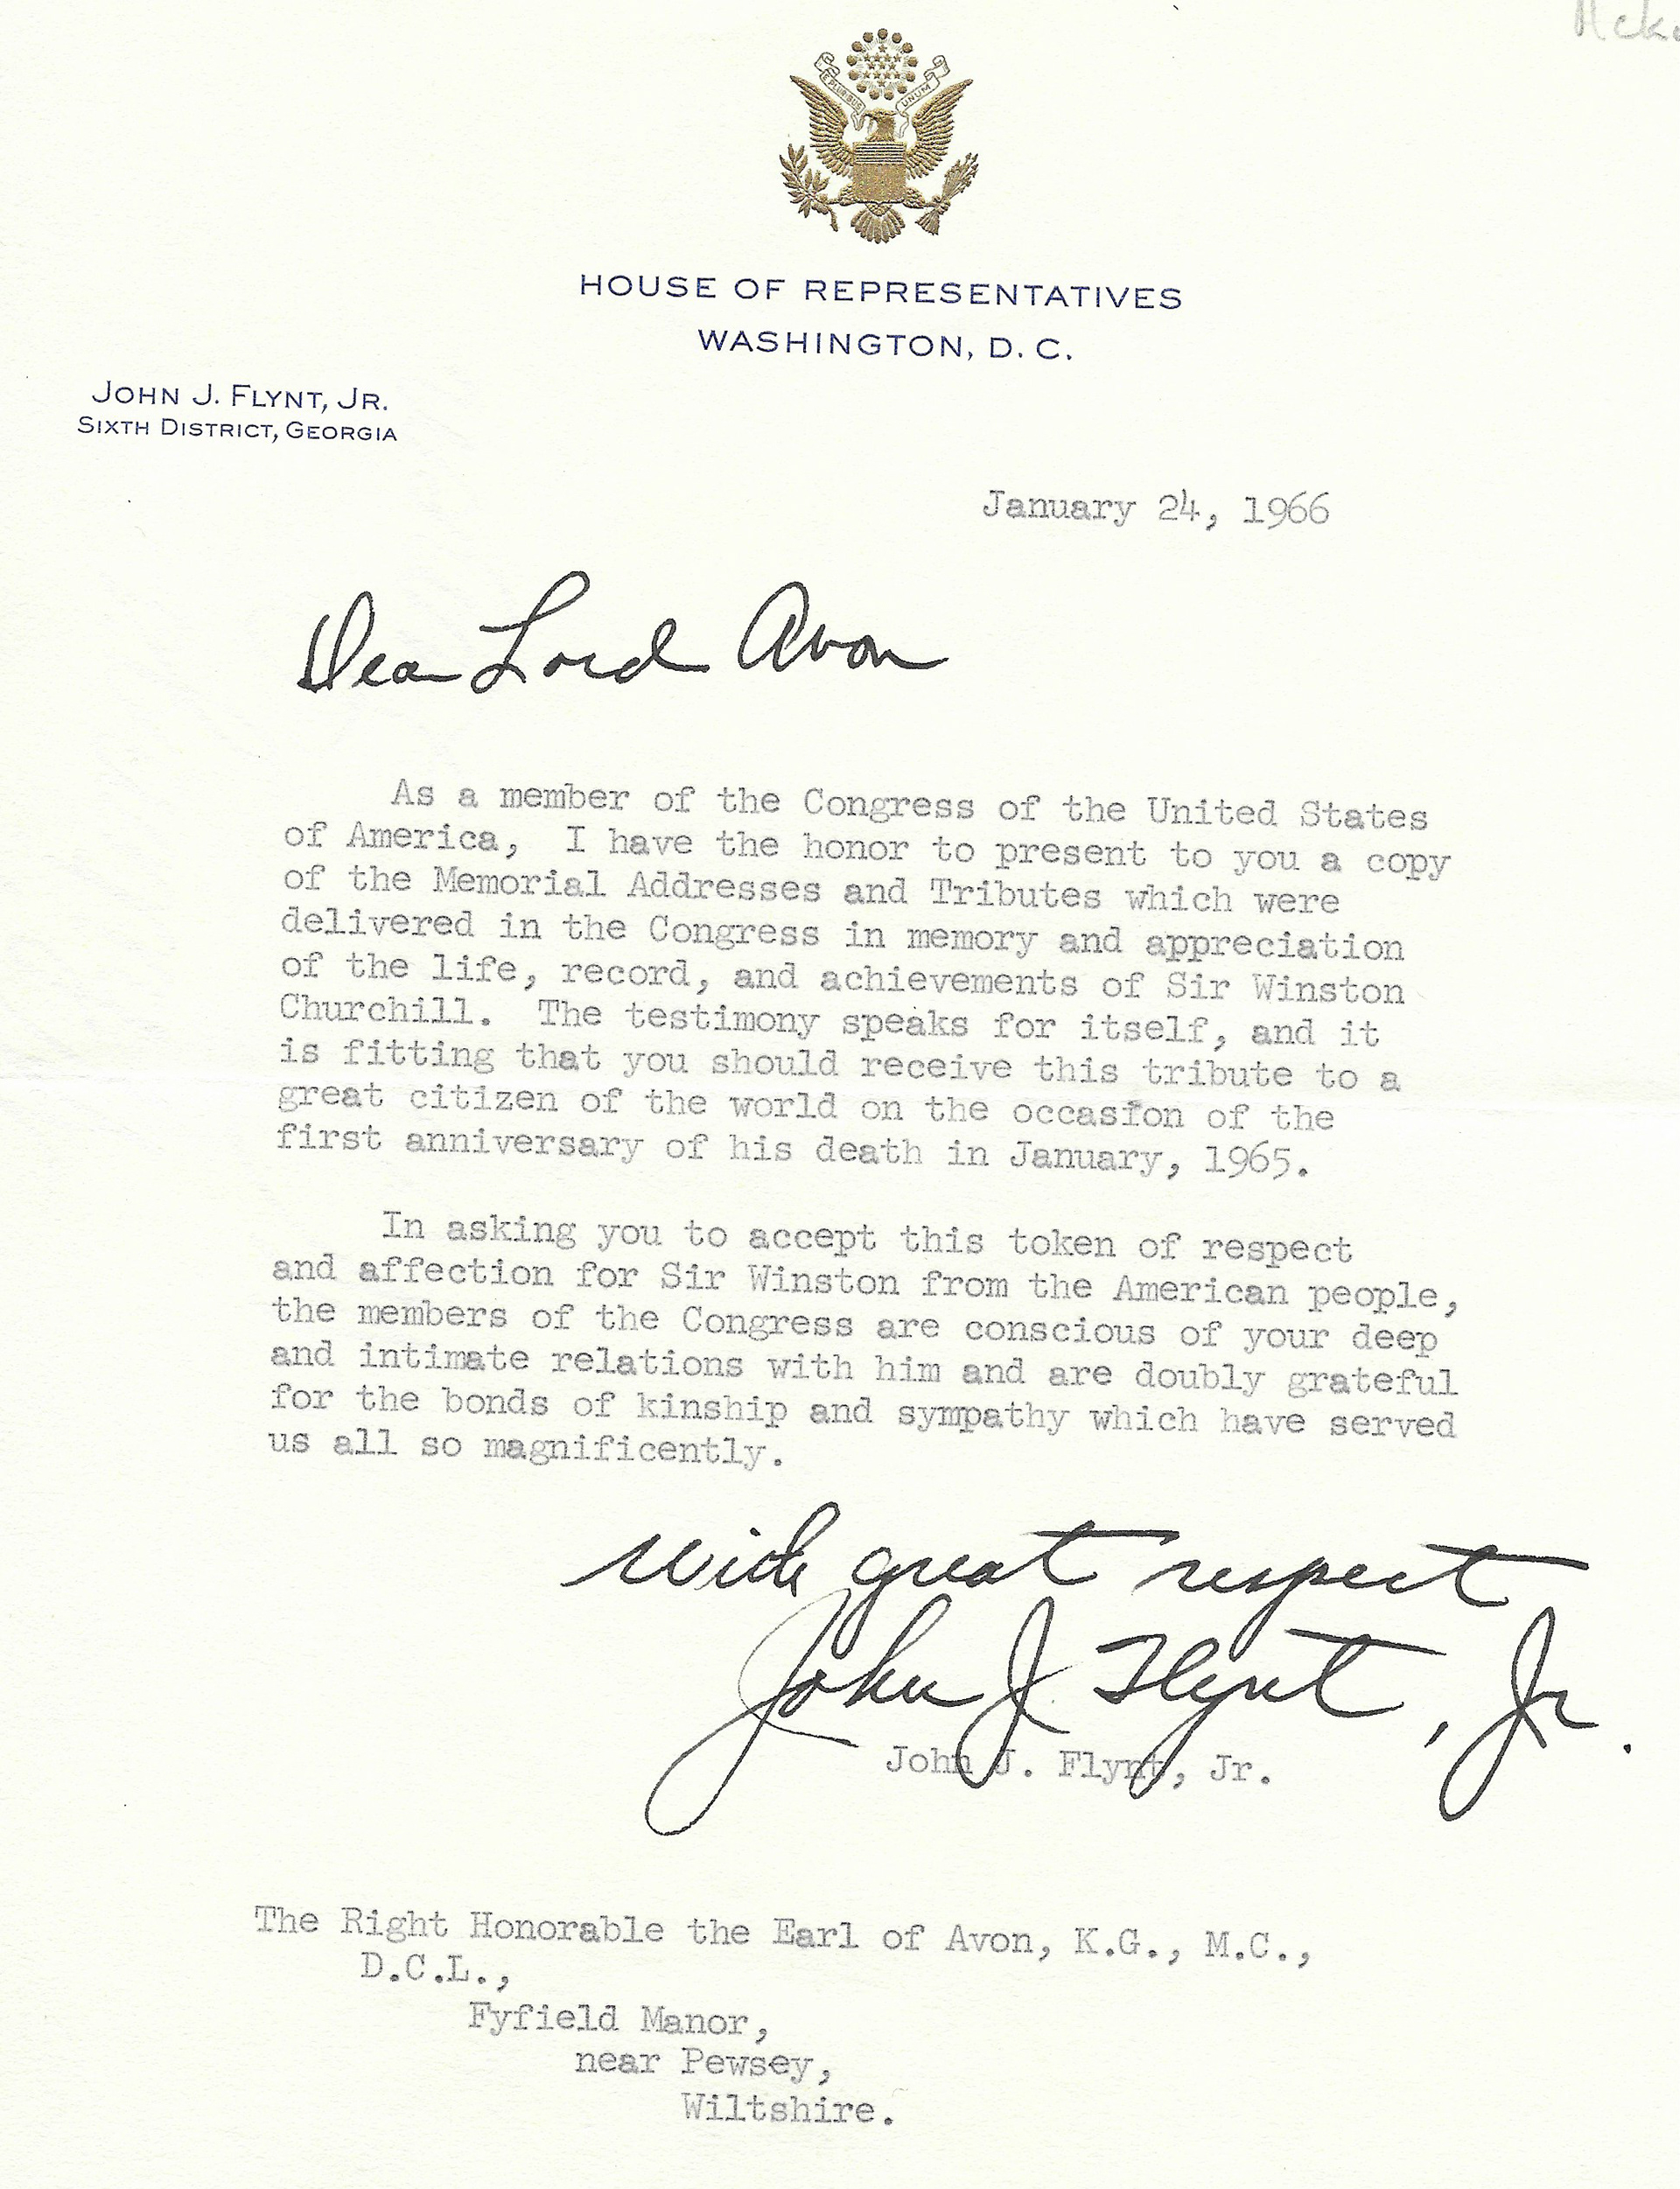 E PLURIBUS UNUM
HOUSE OF REPRESENTATIVES
WASHINGTON, D. C.
JOHN J. FLYNT, JR.
SIXTH DISTRICT, GEORGIA
January 24, 1966
Dear Lord Avon
As a member of the Congress of the United States
of America, I have the honor to present to you a copy
of the Memorial Addresses and Tributes which were
delivered in the Congress in memory and appreciation
of the life, record, and achievements of Sir Winston
Churchill. The testimony speaks for itself, and it
is fitting that you should receive this tribute to a
great citizen of the world on the occasion of the
first anniversary of his death in January, 1965.
In asking you to accept this token of respect
and affection for Sir Winston from the American people,
the members of the Congress are conscious of your deep
and intimate relations with him and are doubly grateful
for the bonds of kinship and sympathy which have served
us all so magnificently.
with great respect
John J. Flynt, Jr.
John J. Flynt, Jr.
The Right Honorable the Earl of Avon, K.G., M.C.,
D.C.L.,
Fyfield Manor,
near Pewsey,
Wiltshire.